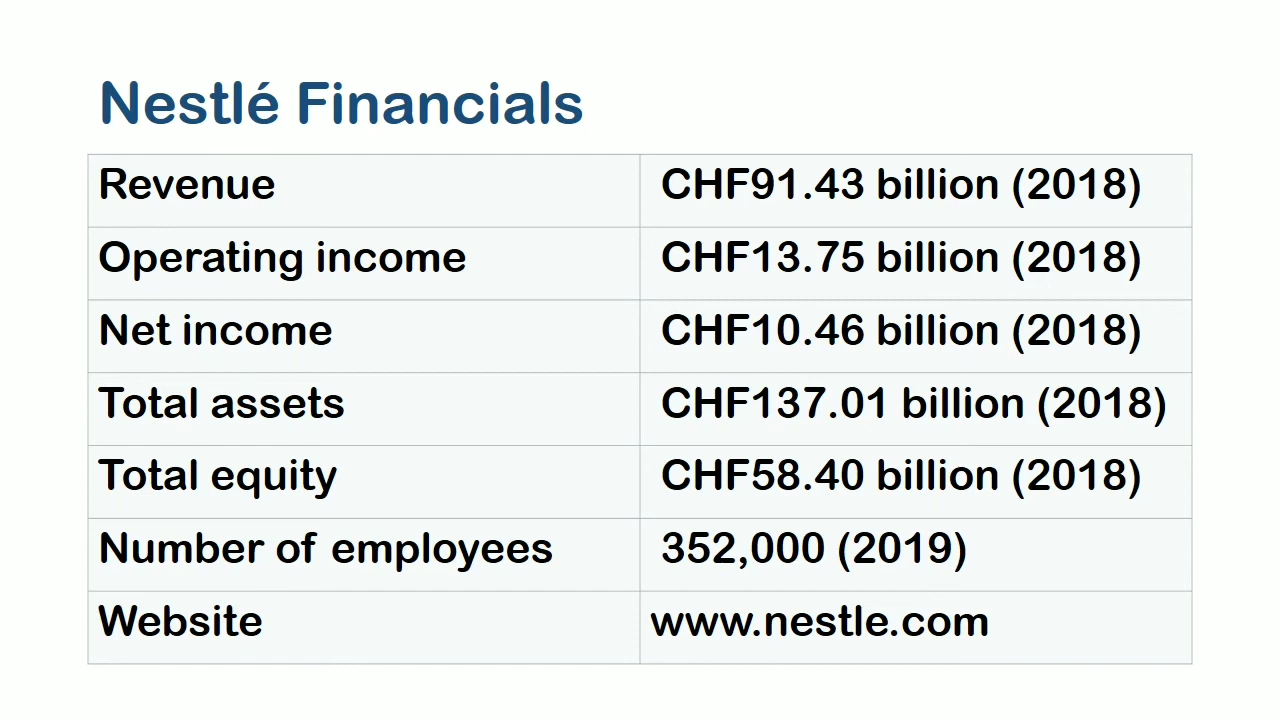 Nestlé Financials
Revenue CHF91.43 billion (2018)
Operating income CHF13.75 billion (2018)
Net income CHF10.46 billion (2018)
Total assets CHF137.01 billion (2018)
Total equity CHF58.40 billion (2018)
Number of employees 352,000 (2019)
Website www.nestle.com